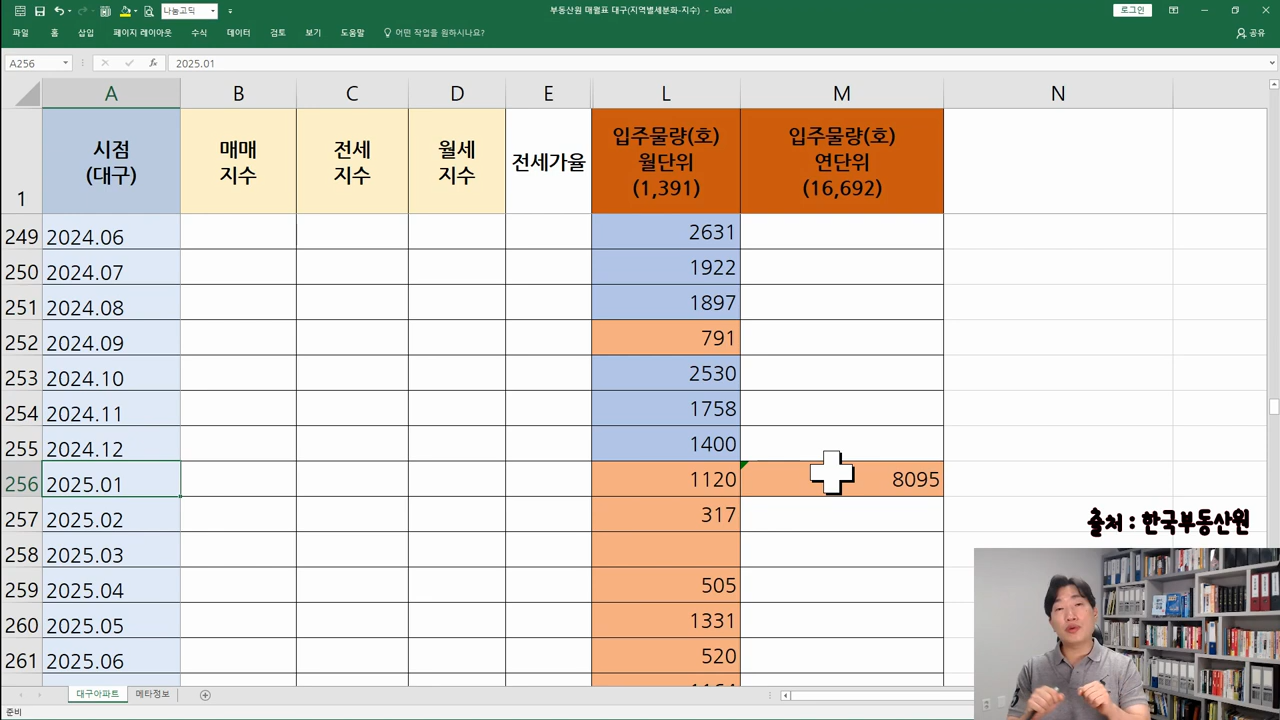 부동산원 매월표 대구(지역별세분화-지수) - Excel
나눔고딕
로그인
파일 홈 삽입 페이지 레이아웃 수식 데이터 검토 보기 도움말 어떤 작업을 원하시나요? 공유
A256 fx 2025.01
A B C D E L M N
1 시점
(대구)
매매
지수
전세
지수
월세
지수
전세가율
입주물량(호)
월단위
(1,391)
입주물량(호)
연단위
(16,692)
249 2024.06 2631
250 2024.07 1922
251 2024.08 1897
252 2024.09 791
253 2024.10 2530
254 2024.11 1758
255 2024.12 1400
256 2025.01 1120 8095
257 2025.02 317
258 2025.03
259 2025.04 505
260 2025.05 1331
261 2025.06 520
출처 : 한국부동산원
대구아파트 메타정보
준비